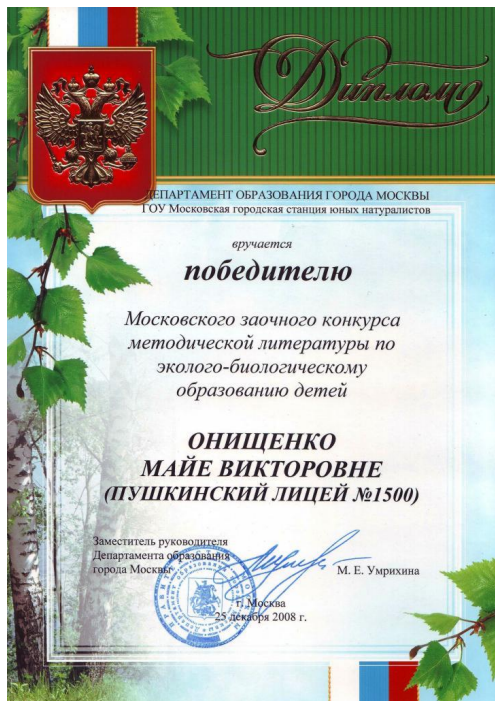 Диплом
ДЕПАРТАМЕНТ ОБРАЗОВАНИЯ ГОРОДА МОСКВЫ
ГОУ Московская городская станция юных натуралистов
вручается
победителю
Московского заочного конкурса
методической литературы по
эколого-биологическому
образованию детей
ОНИЩЕНКО
МАЙЕ ВИКТОРОВНЕ
(ПУШКИНСКИЙ ЛИЦЕЙ №1500)
Заместитель руководителя
Департамента образования
города Москвы
М. Е. Умрихина
г. Москва
25 декабря 2008 г.